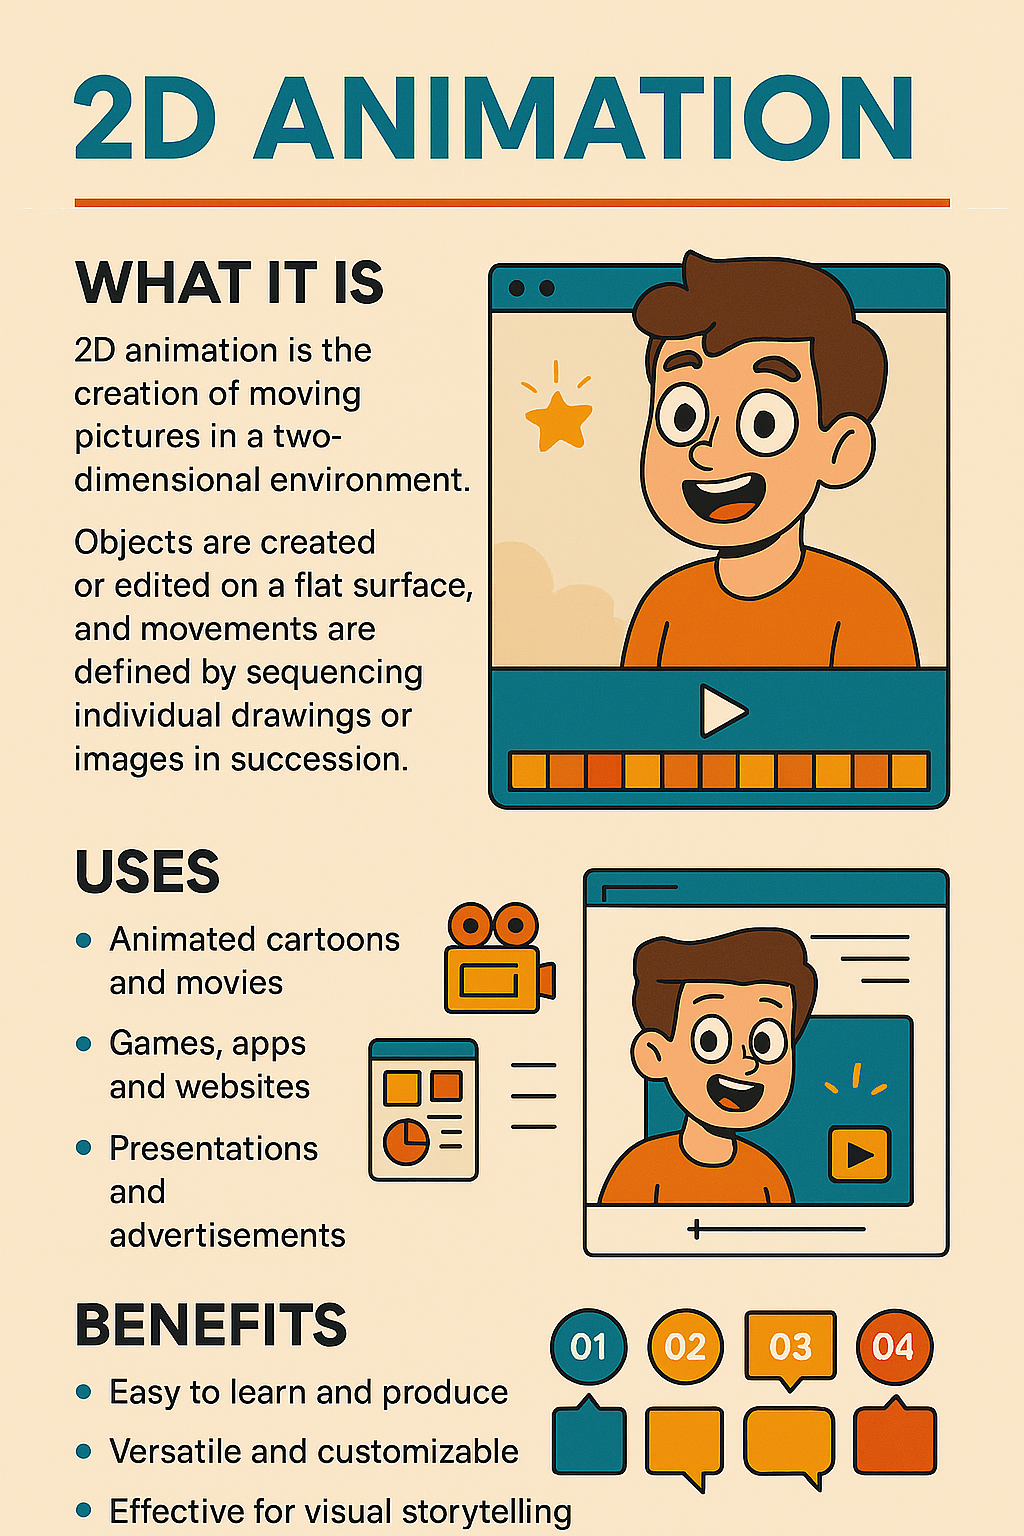 2D ANIMATION
WHAT IT IS
2D animation is the
creation of moving
pictures in a two-
dimensional environment.
Objects are created
or edited on a flat surface,
and movements are
defined by sequencing
individual drawings or
images in succession.
USES
• Animated cartoons
and movies
• Games, apps
and websites
• Presentations
and
advertisements
BENEFITS
• Easy to learn and produce
• Versatile and customizable
• Effective for visual storytelling
01 02 03 04